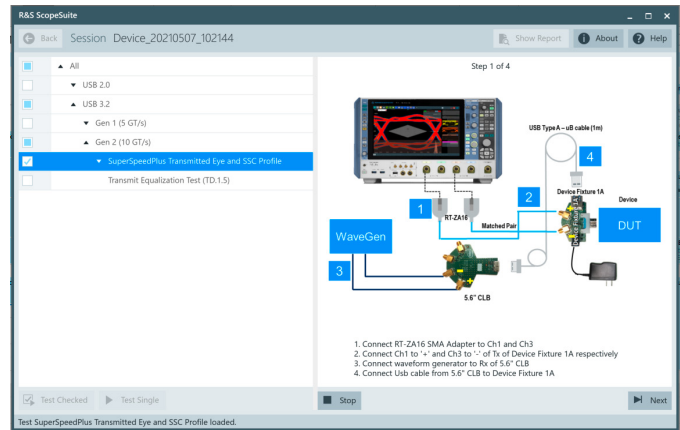 R&S ScopeSuite
Back Session Device_20210507_102144
Show Report About Help
All
USB 2.0
USB 3.2
Gen 1 (5 GT/s)
Gen 2 (10 GT/s)
SuperSpeedPlus Transmitted Eye and SSC Profile
Transmit Equalization Test (TD.1.5)
Step 1 of 4
USB Type A – uB cable (1m)
4
Device Fixture 1A
Device
2
1
RT-ZA16
Matched Pair
Device Fixture 1A
DUT
WaveGen
3
5.6" CLB
1. Connect RT-ZA16 SMA Adapter to Ch1 and Ch3
2. Connect Ch1 to '+' and Ch3 to '-' of Tx of Device Fixture 1A respectively
3. Connect waveform generator to Rx of 5.6" CLB
4. Connect Usb cable from 5.6" CLB to Device Fixture 1A
Test Checked Test Single
Stop
Next
Test SuperSpeedPlus Transmitted Eye and SSC Profile loaded.